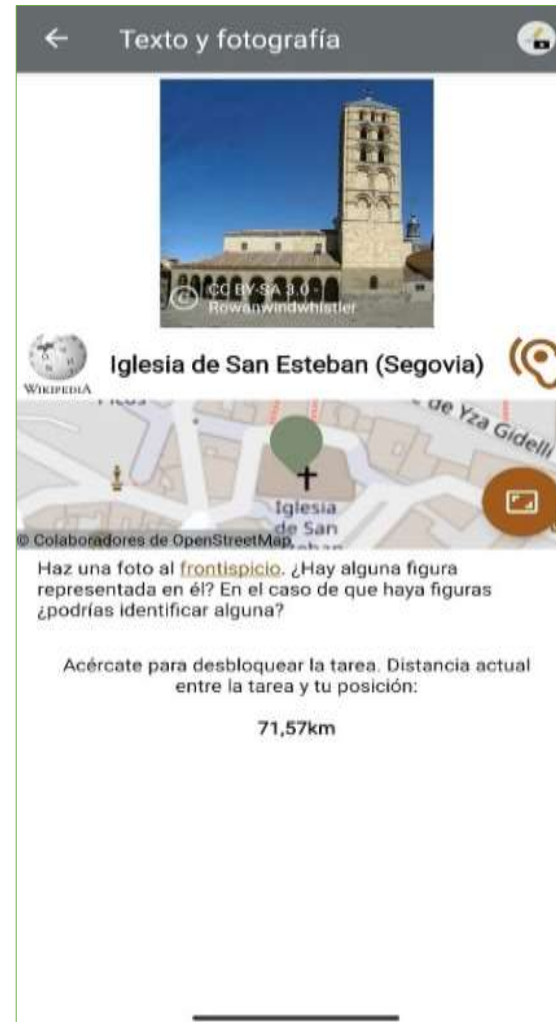 Texto y fotografía
CC BY-SA 3.0 -
Rowanwindwhistler
WIKIPEDIA
Iglesia de San Esteban (Segovia)
de Yza Gidelli
Iglesia
de San
© Colaboradores de OpenStreetMap,
Haz una foto al frontispicio. ¿Hay alguna figura
representada en él? En el caso de que haya figuras
¿podrías identificar alguna?
Acércate para desbloquear la tarea. Distancia actual
entre la tarea y tu posición:
71,57km